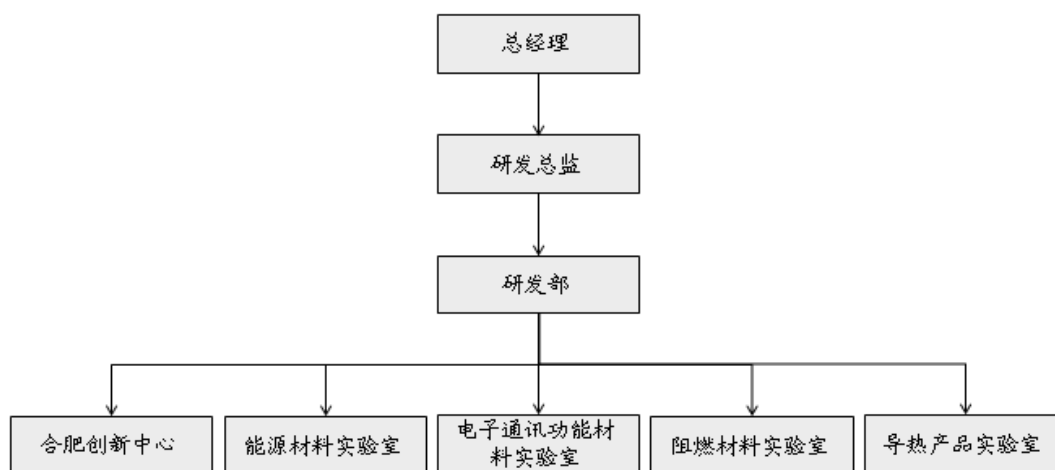 总经理
研发总监
研发部
合肥创新中心
能源材料实验室
电子通讯功能材
料实验室
阻燃材料实验室
导热产品实验室